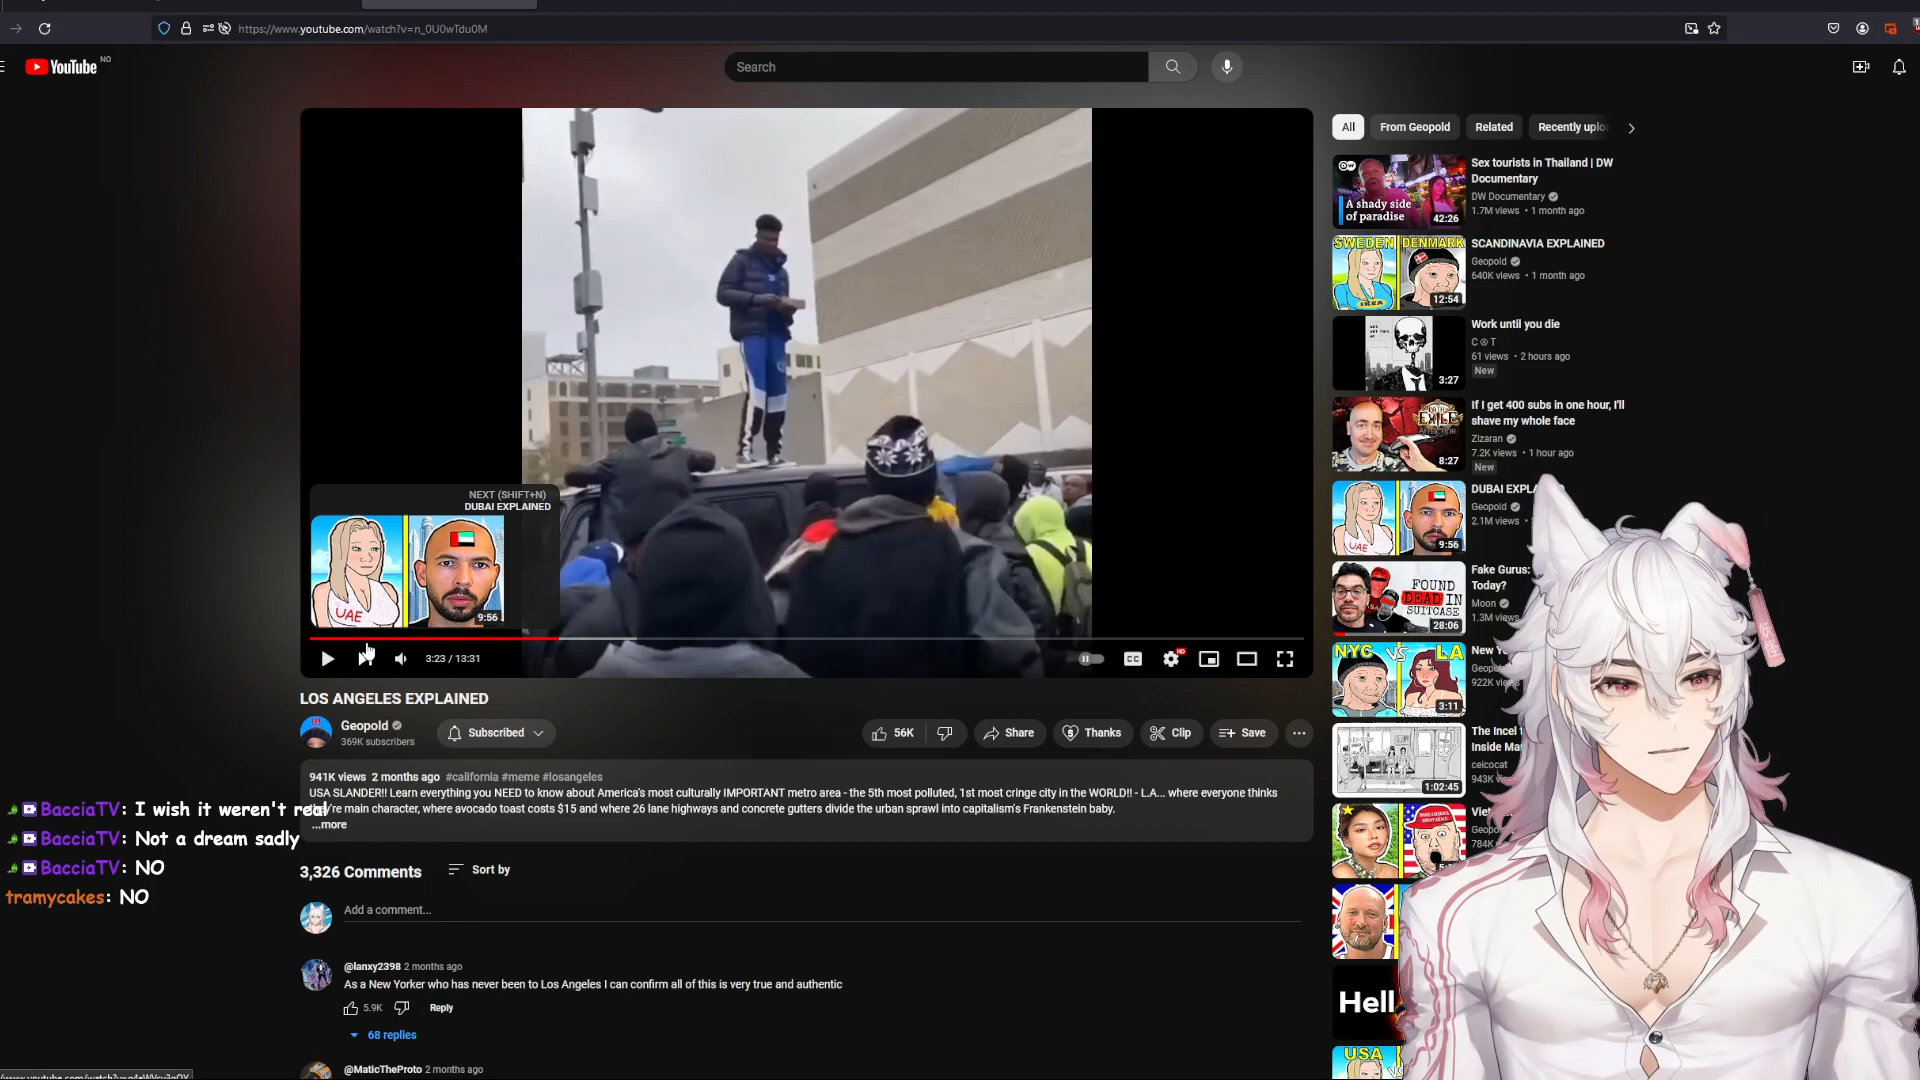 https://www.youtube.com/watch?v=n_0U0wTdu0M
YouTube NO
Search
NEXT (SHIFT+N)
DUBAI EXPLAINED
UAE
9:56
3:23 / 13:31
CC
HD
LOS ANGELES EXPLAINED
Geopold
369K subscribers
Subscribed
56K
Share
Thanks
Clip
Save
941K views 2 months ago #california #meme #losangeles
USA SLANDER!! Learn everything you NEED to know about America's most culturally IMPORTANT metro area - the 5th most polluted, 1st most cringe city in the WORLD!! - L.A... where everyone thinks
they're main character, where avocado toast costs $15 and where 26 lane highways and concrete gutters divide the urban sprawl into capitalism's Frankenstein baby.
...more
BacciaTV: I wish it weren't real
BacciaTV: Not a dream sadly
BacciaTV: NO
tramycakes: NO
3,326 Comments
Sort by
Add a comment...
@lanxy2398 2 months ago
As a New Yorker who has never been to Los Angeles I can confirm all of this is very true and authentic
5.9K
Reply
68 replies
@MaticTheProto 2 months ago
All
From Geopold
Related
Recently uplo
DW
A shady side
of paradise
42:26
Sex tourists in Thailand | DW
Documentary
DW Documentary
1.7M views • 1 month ago
SWEDEN DENMARK
IKEA
12:54
SCANDINAVIA EXPLAINED
Geopold
640K views • 1 month ago
3:27
Work until you die
C ☮ T
61 views • 2 hours ago
New
EXILE
8:27
If I get 400 subs in one hour, I'll
shave my whole face
Zizaran
7.2K views • 1 hour ago
New
UAE
9:56
DUBAI EXPL
Geopold
2.1M views
FOUND
DEAD IN
SUITCASE
28:06
Fake Gurus:
Today?
Moon
1.3M views
NYC VS LA
3:11
New Y
Geopo
922K vie
1:02:45
The Incel
Inside Ma
celcocat
943K
Viet
Geopo
784K
Hell
USA